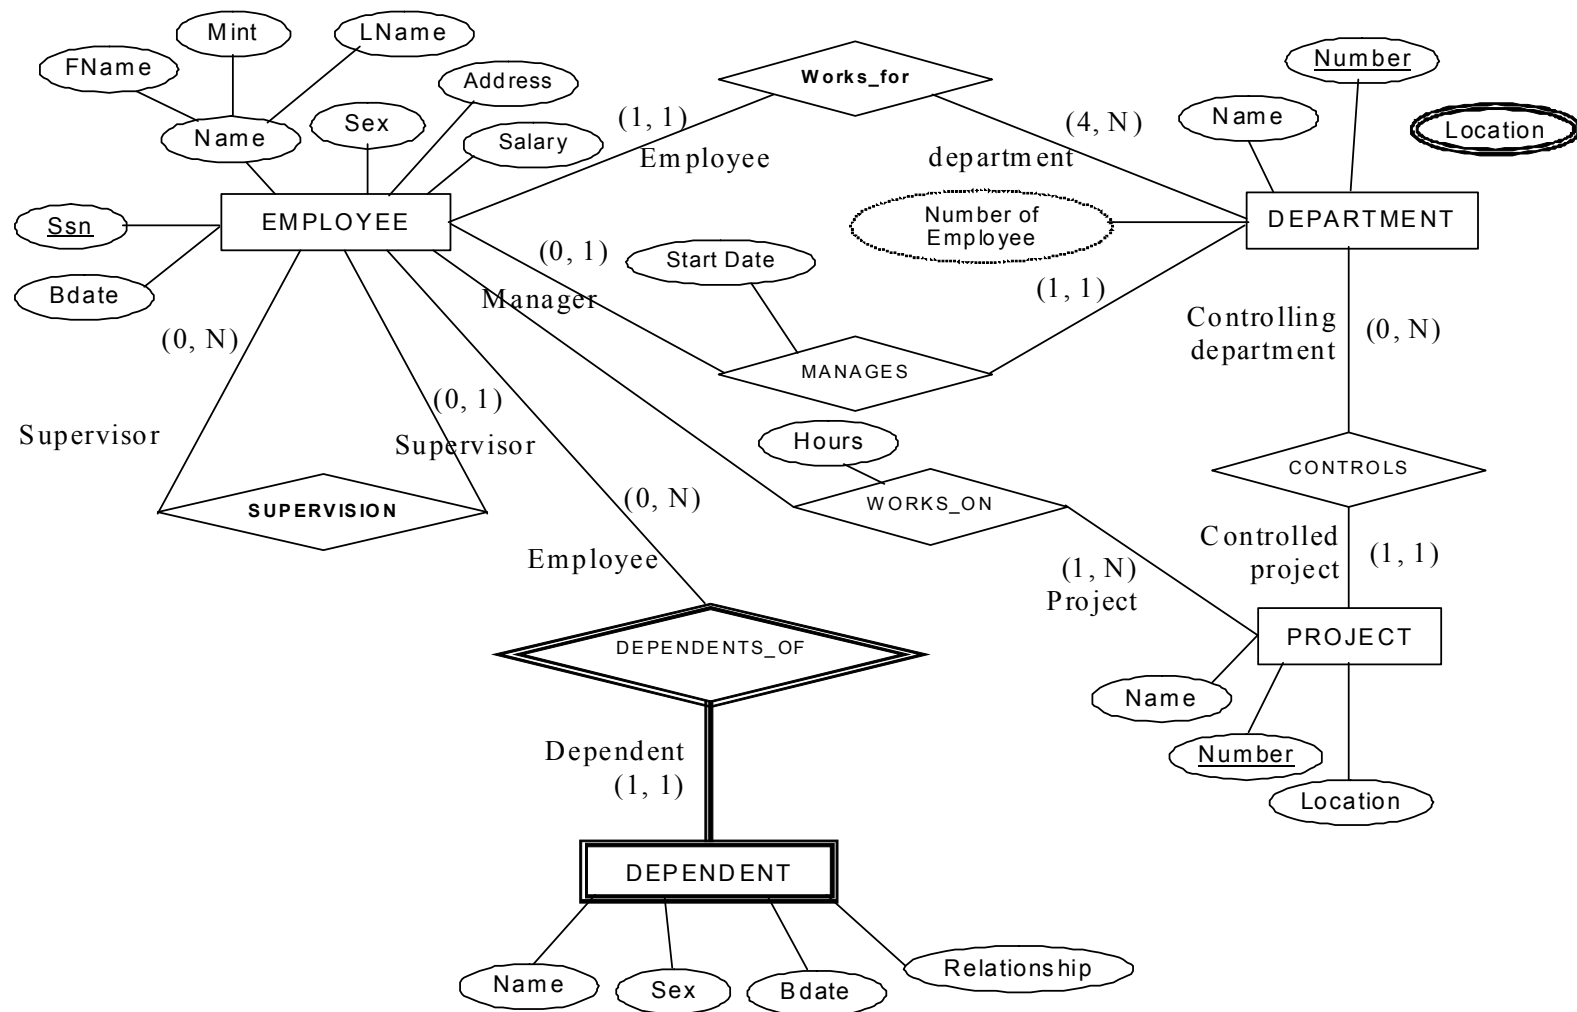 Mint
LName
FName
Name
Address
Sex
Salary
Ssn
Bdate
EMPLOYEE
(1, 1)
Employee
Works_for
(4, N)
department
Number
Name
Location
DEPARTMENT
Number of
Employee
(0, 1)
Manager
Start Date
(1, 1)
MANAGES
Controlling
department
(0, N)
(0, N)
Supervisor
(0, 1)
Supervisor
SUPERVISION
Hours
WORKS_ON
CONTROLS
(0, N)
Employee
(1, N)
Project
Controlled
project
(1, 1)
PROJECT
Name
Number
Location
DEPENDENTS_OF
Dependent
(1, 1)
DEPENDENT
Name
Sex
Bdate
Relationship